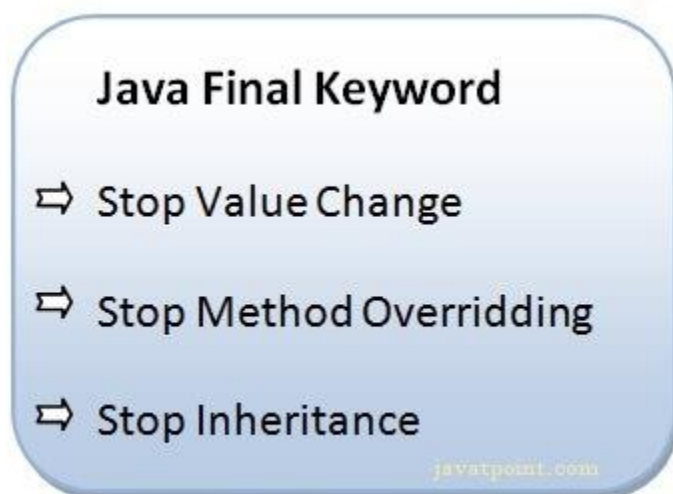 Java Final Keyword
Stop Value Change
Stop Method Overridding
Stop Inheritance
javatpoint.com